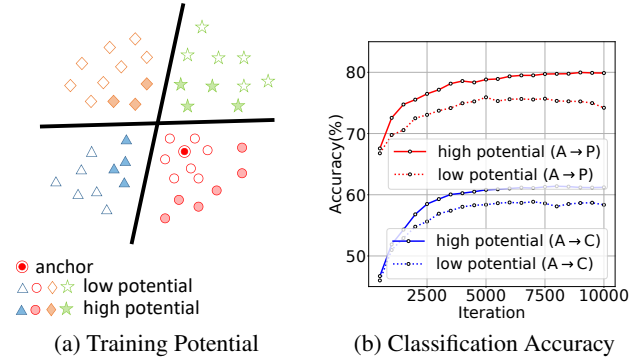 anchor
low potential
high potential
(a) Training Potential
Accuracy(%)
80
70
60
50
high potential (A→P)
low potential (A→P)
high potential (A→C)
low potential (A→C)
2500 5000 7500 10000
Iteration
(b) Classification Accuracy